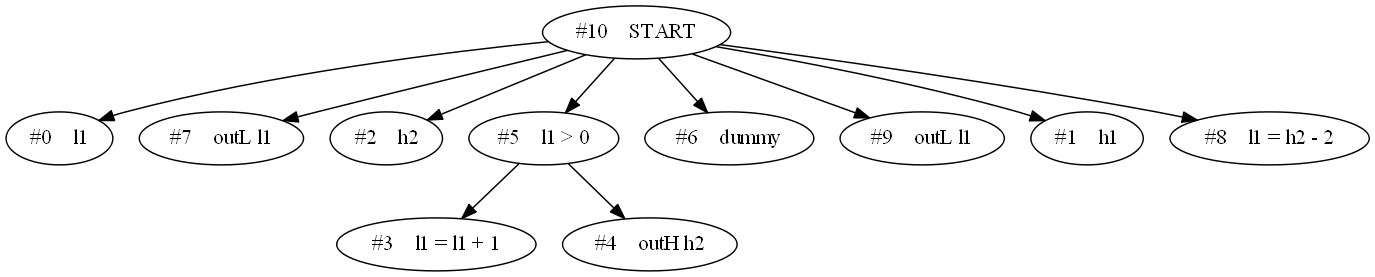 #10 START
#0 l1
#7 outL l1
#2 h2
#5 l1 > 0
#6 dummy
#9 outL l1
#1 h1
#8 l1 = h2 - 2
#3 l1 = l1 + 1
#4 outH h2